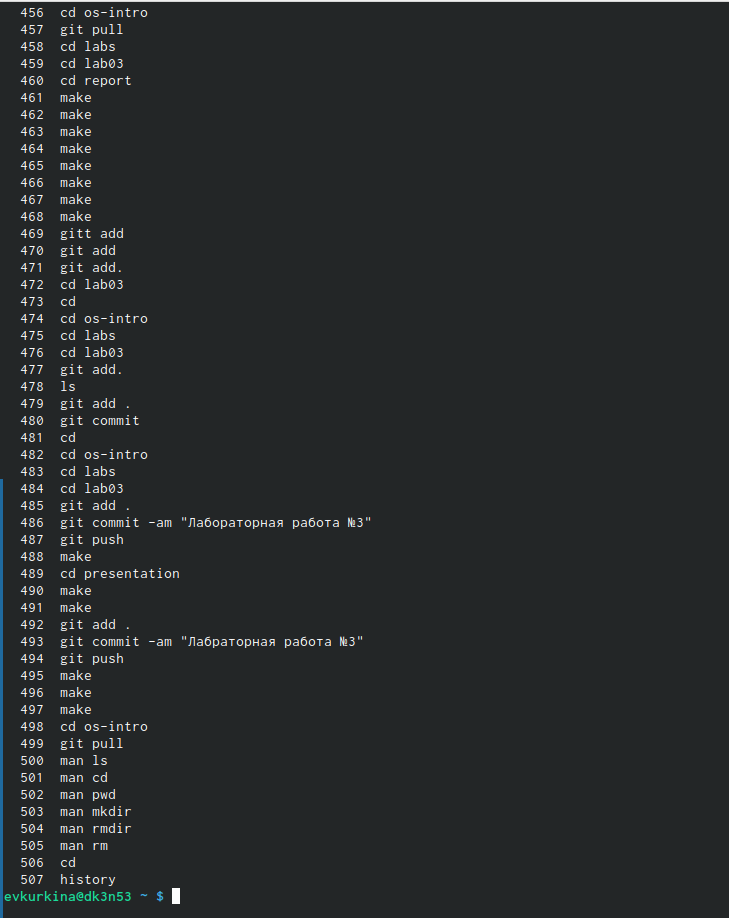 456 cd os-intro
457 git pull
458 cd labs
459 cd lab03
460 cd report
461 make
462 make
463 make
464 make
465 make
466 make
467 make
468 make
469 gitt add
470 git add
471 git add.
472 cd lab03
473 cd
474 cd os-intro
475 cd labs
476 cd lab03
477 git add.
478 ls
479 git add .
480 git commit
481 cd
482 cd os-intro
483 cd labs
484 cd lab03
485 git add .
486 git commit -am "Лабораторная работа №3"
487 git push
488 make
489 cd presentation
490 make
491 make
492 git add .
493 git commit -am "Лабраторная работа №3"
494 git push
495 make
496 make
497 make
498 cd os-intro
499 git pull
500 man ls
501 man cd
502 man pwd
503 man mkdir
504 man rmdir
505 man rm
506 cd
507 history
evkurkina@dk3n53 ~ $